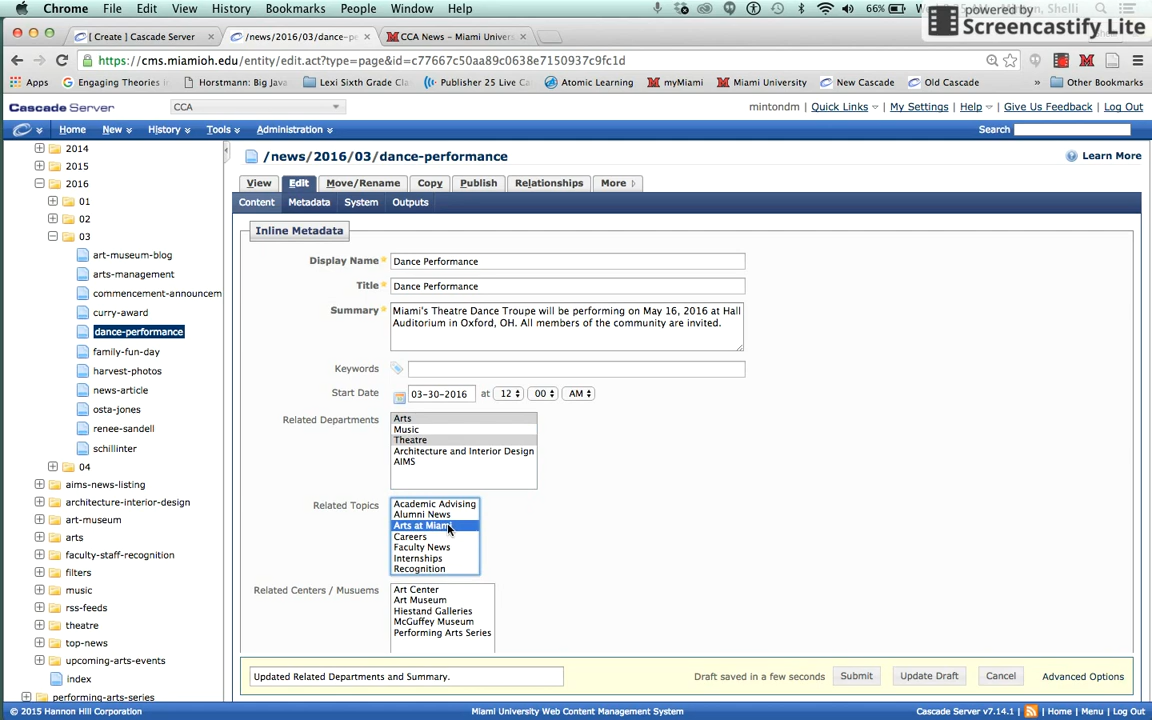 Chrome File Edit View History Bookmarks People Window Help 66% W
powered by
Screencastify Lite
[ Create ] Cascade Server
/news/2016/03/dance-p
CCA News – Miami Univers
https://cms.miamioh.edu/entity/edit.act?type=page&id=c77667c50aa89c0638e7150937c9fc1d
Apps Engaging Theories i Horstmann: Big Java Lexi Sixth Grade Cl Publisher 25 Live Ca Atomic Learning myMiami Miami University New Cascade Old Cascade » Other Bookmarks
Cascade Server CCA mintondm | Quick Links | My Settings | Help | Give Us Feedback | Log Out
Home New History Tools Administration Search
2014
2015
2016
01
02
03
art-museum-blog
arts-management
commencement-announcem
curry-award
dance-performance
family-fun-day
harvest-photos
news-article
osta-jones
renee-sandell
schillinter
04
aims-news-listing
architecture-interior-design
art-museum
arts
faculty-staff-recognition
filters
music
rss-feeds
theatre
top-news
upcoming-arts-events
index
performing-arts-series
/news/2016/03/dance-performance
Learn More
View Edit Move/Rename Copy Publish Relationships More
Content Metadata System Outputs
Inline Metadata
Display Name Dance Performance
Title Dance Performance
Summary Miami's Theatre Dance Troupe will be performing on May 16, 2016 at Hall
Auditorium in Oxford, OH. All members of the community are invited.
Keywords
Start Date 03-30-2016 at 12 00 AM
Related Departments Arts
Music
Theatre
Architecture and Interior Design
AIMS
Related Topics Academic Advising
Alumni News
Arts at Miami
Careers
Faculty News
Internships
Recognition
Related Centers / Musuems Art Center
Art Museum
Hiestand Galleries
McGuffey Museum
Performing Arts Series
Updated Related Departments and Summary. Draft saved in a few seconds Submit Update Draft Cancel Advanced Options
© 2015 Hannon Hill Corporation Miami University Web Content Management System Cascade Server v7.14.1 | Home | Menu | Log Out